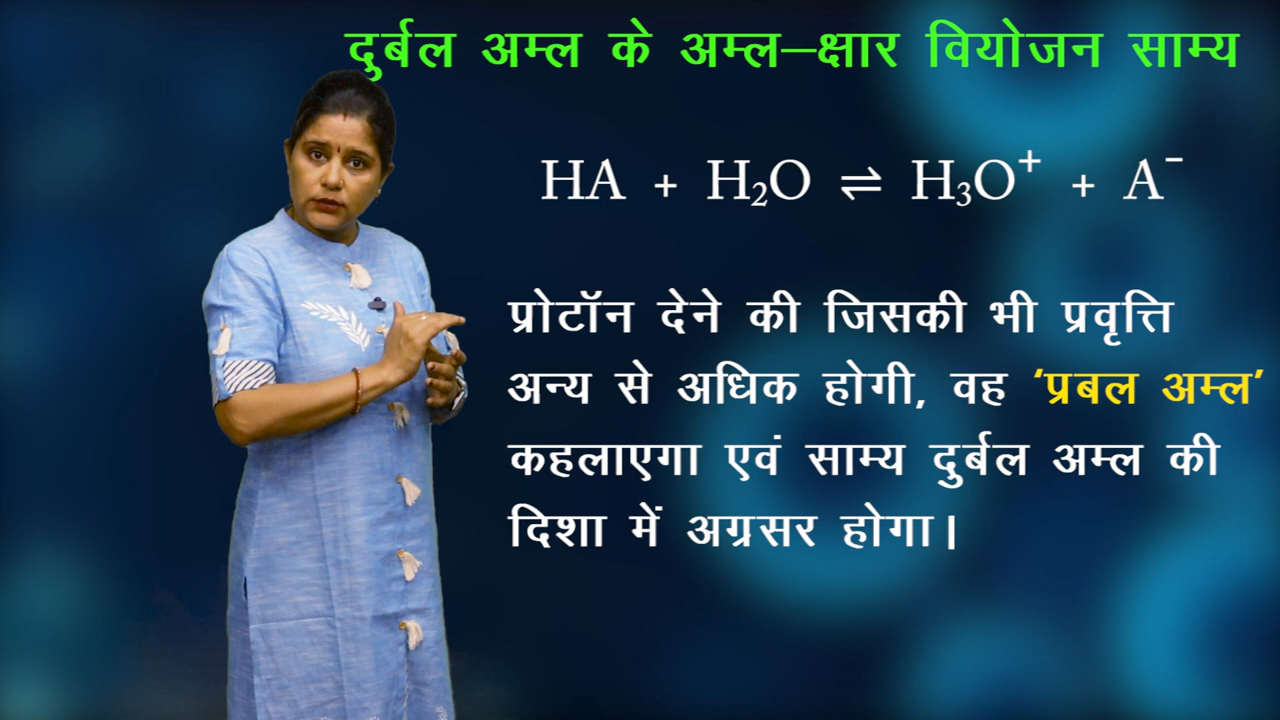 दुर्बल अम्ल के अम्ल–क्षार वियोजन साम्य
HA + H₂O ⇌ H₃O⁺ + A⁻
प्रोटॉन देने की जिसकी भी प्रवृत्ति
अन्य से अधिक होगी, वह ‘प्रबल अम्ल’
कहलाएगा एवं साम्य दुर्बल अम्ल की
दिशा में अग्रसर होगा।